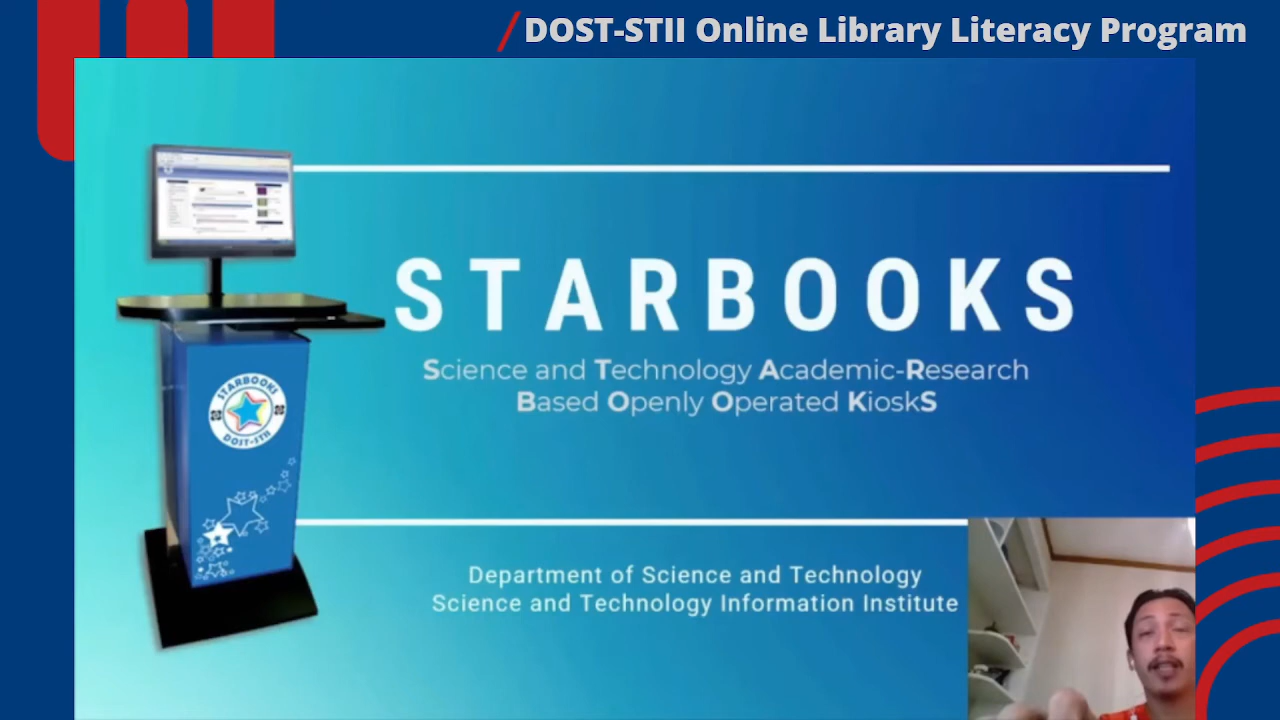 DOST-STII Online Library Literacy Program
STARBOOKS
Science and Technology Academic-Research
Based Openly Operated KioskS
STARBOOKS
DOST-STII
Department of Science and Technology
Science and Technology Information Institute